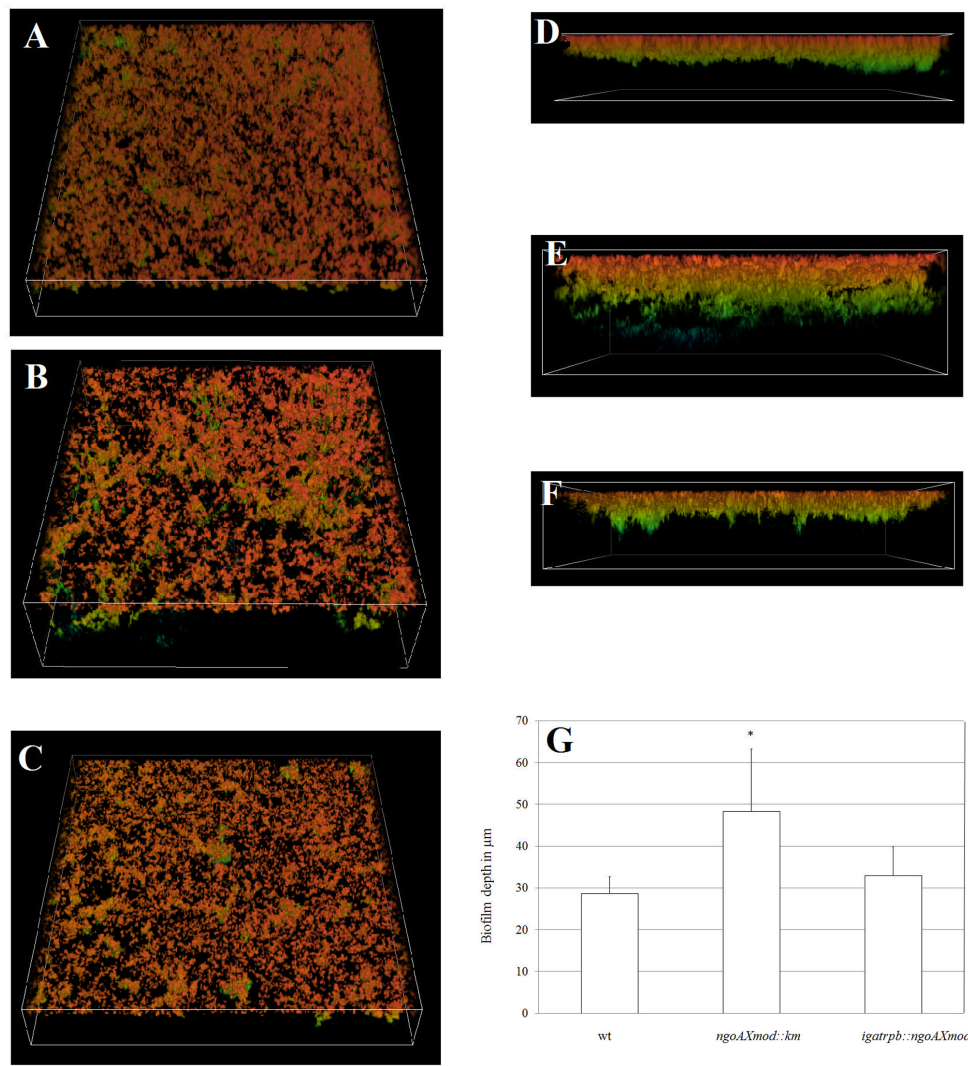 A
D
E
B
F
C
G
70
60
50
40
30
20
10
0
*
Biofilm depth in µm
wt
ngoAXmod::km
igatrpb::ngoAXmod